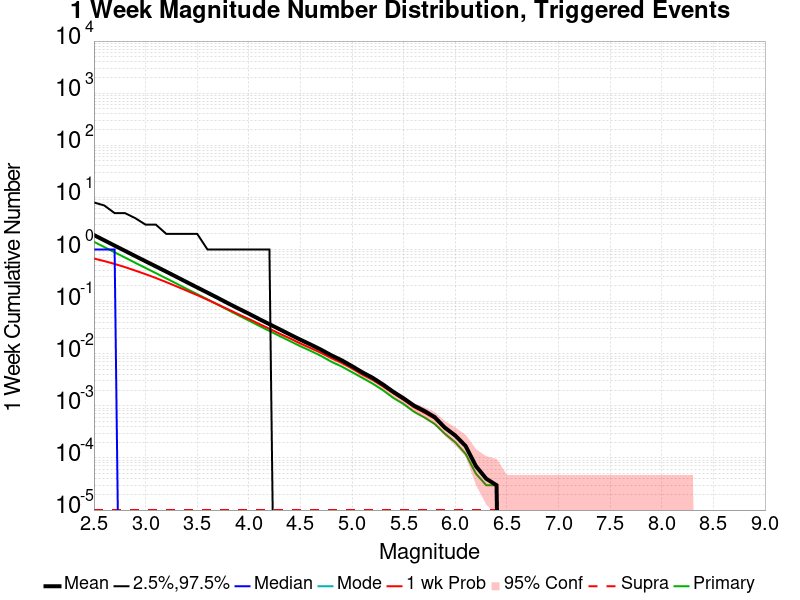 1 Week Magnitude Number Distribution, Triggered Events
10 4
10 3
10 2
10 1
10 0
10 -1
10 -2
10 -3
10 -4
10 -5
1 Week Cumulative Number
2.5 3.0 3.5 4.0 4.5 5.0 5.5 6.0 6.5 7.0 7.5 8.0 8.5 9.0
Magnitude
Mean 2.5%,97.5% Median Mode 1 wk Prob 95% Conf Supra Primary